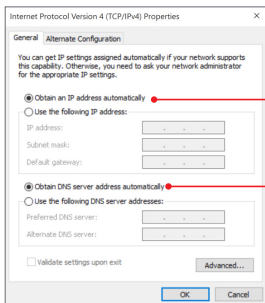 Internet Protocol Version 4 (TCP/IPv4) Properties
General Alternate Configuration
You can get IP settings assigned automatically if your network supports
this capability. Otherwise, you need to ask your network administrator
for the appropriate IP settings.
Obtain an IP address automatically
Use the following IP address:
IP address:
Subnet mask:
Default gateway:
Obtain DNS server address automatically
Use the following DNS server addresses:
Preferred DNS server:
Alternate DNS server:
Validate settings upon exit
Advanced...
OK Cancel